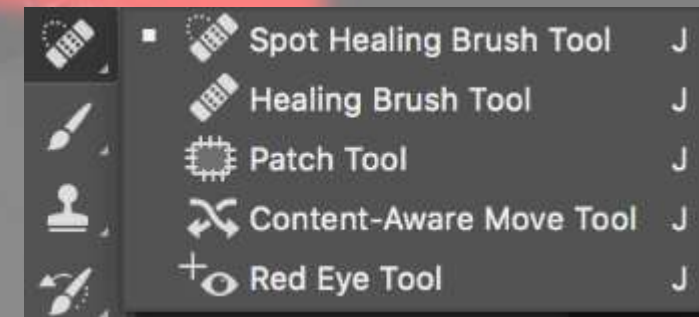 Spot Healing Brush Tool J
Healing Brush Tool J
Patch Tool J
Content-Aware Move Tool J
Red Eye Tool J